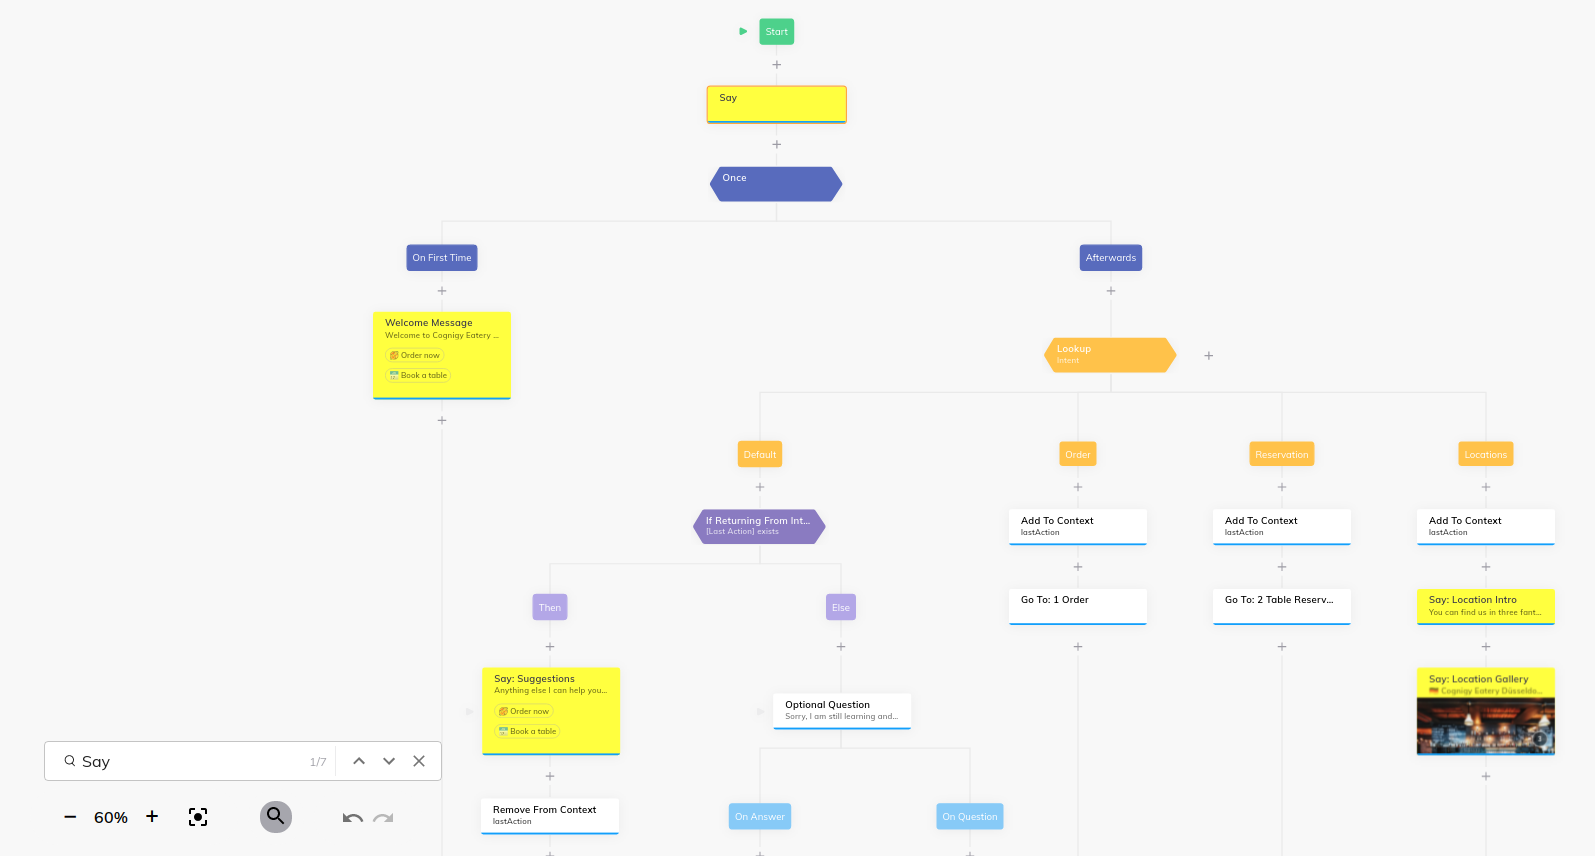 Start
Say
Once
On First Time
Afterwards
Welcome Message
Welcome to Cognigy Eatery ...
Order now
Book a table
Lookup
Intent
Default
Order
Reservation
Locations
If Returning From Int...
[Last Action] exists
Add To Context
lastAction
Add To Context
lastAction
Add To Context
lastAction
Then
Else
Go To: 1 Order
Go To: 2 Table Reserv...
Say: Location Intro
You can find us in three fant...
Say: Suggestions
Anything else I can help you...
Order now
Book a table
Optional Question
Sorry, I am still learning and...
Say: Location Gallery
Cognigy Eatery Düsseldo...
Say
1/7
60%
Remove From Context
lastAction
On Answer
On Question